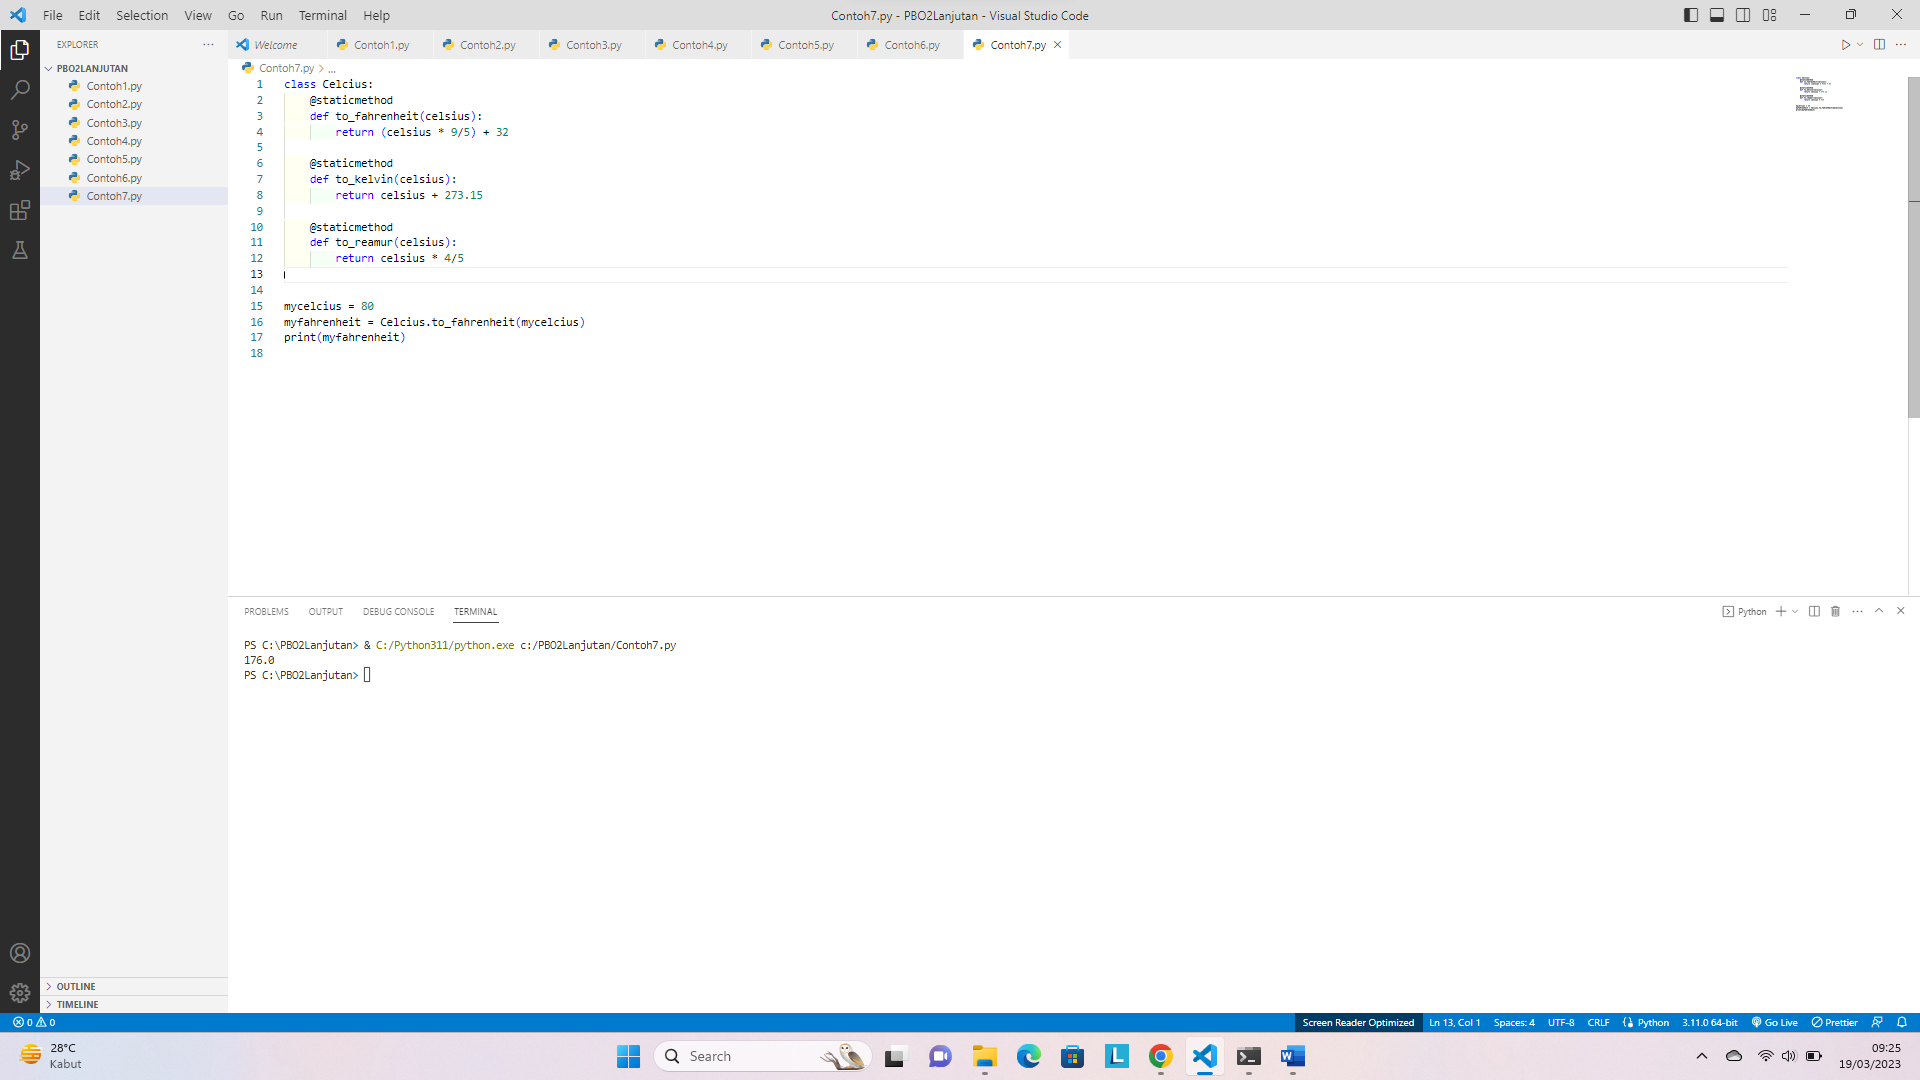 File Edit Selection View Go Run Terminal Help
Contoh7.py - PBO2Lanjutan - Visual Studio Code
EXPLORER
Welcome Contoh1.py Contoh2.py Contoh3.py Contoh4.py Contoh5.py Contoh6.py Contoh7.py
PBO2LANJUTAN
Contoh1.py
Contoh2.py
Contoh3.py
Contoh4.py
Contoh5.py
Contoh6.py
Contoh7.py
Contoh7.py > ...
1 class Celcius:
2     @staticmethod
3     def to_fahrenheit(celsius):
4         return (celsius * 9/5) + 32
5
6     @staticmethod
7     def to_kelvin(celsius):
8         return celsius + 273.15
9
10     @staticmethod
11     def to_reamur(celsius):
12         return celsius * 4/5
13
14
15 mycelcius = 80
16 myfahrenheit = Celcius.to_fahrenheit(mycelcius)
17 print(myfahrenheit)
18
PROBLEMS OUTPUT DEBUG CONSOLE TERMINAL
Python
PS C:\PBO2Lanjutan> & C:/Python311/python.exe c:/PBO2Lanjutan/Contoh7.py
176.0
PS C:\PBO2Lanjutan>
OUTLINE
TIMELINE
0 0
Screen Reader Optimized Ln 13, Col 1 Spaces: 4 UTF-8 CRLF Python 3.11.0 64-bit Go Live Prettier
28°C
Kabut
Search
09:25
19/03/2023